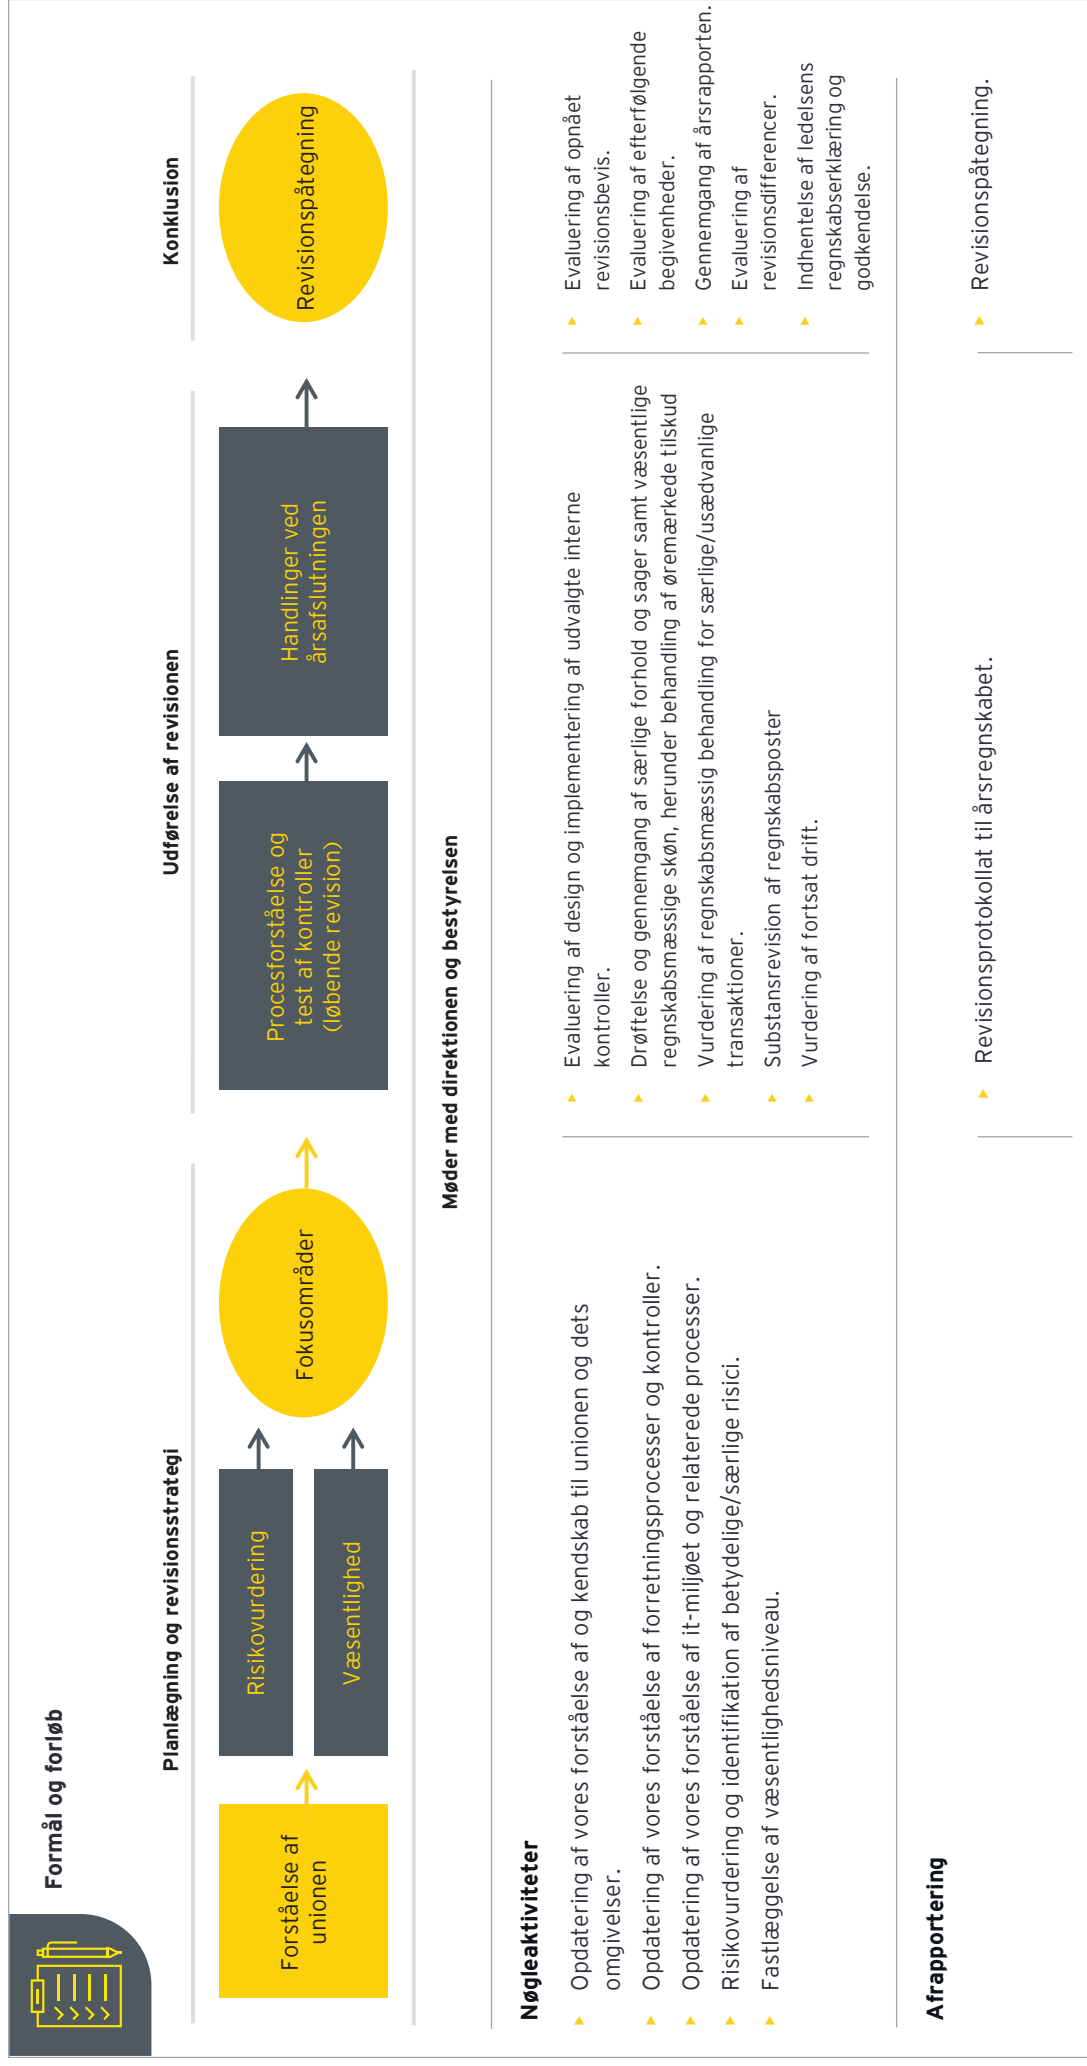 Formål og forløb
Planlægning og revisionsstrategi
Udførelse af revisionen
Konklusion
Forståelse af
unionen
Risikovurdering
Væsentlighed
Fokusområder
Procesforståelse og
test af kontroller
(løbende revision)
Handlinger ved
årsafslutningen
Revisionspåtegning
Møder med direktionen og bestyrelsen
Nøgleaktiviteter
Opdatering af vores forståelse af og kendskab til unionen og dets
omgivelser.
Opdatering af vores forståelse af forretningsprocesser og kontroller.
Opdatering af vores forståelse af it-miljøet og relaterede processer.
Risikovurdering og identifikation af betydelige/særlige risici.
Fastlæggelse af væsentlighedsniveau.
Evaluering af design og implementering af udvalgte interne
kontroller.
Drøftelse og gennemgang af særlige forhold og sager samt væsentlige
regnskabsmæssige skøn, herunder behandling af øremærkede tilskud
Vurdering af regnskabsmæssig behandling for særlige/usædvanlige
transaktioner.
Substansrevision af regnskabsposter
Vurdering af fortsat drift.
Evaluering af opnået
revisionsbevis.
Evaluering af efterfølgende
begivenheder.
Gennemgang af årsrapporten.
Evaluering af
revisionsdifferencer.
Indhentelse af ledelsens
regnskabserklæring og
godkendelse.
Afrapportering
Revisionsprotokollat til årsregnskabet.
Revisionspåtegning.